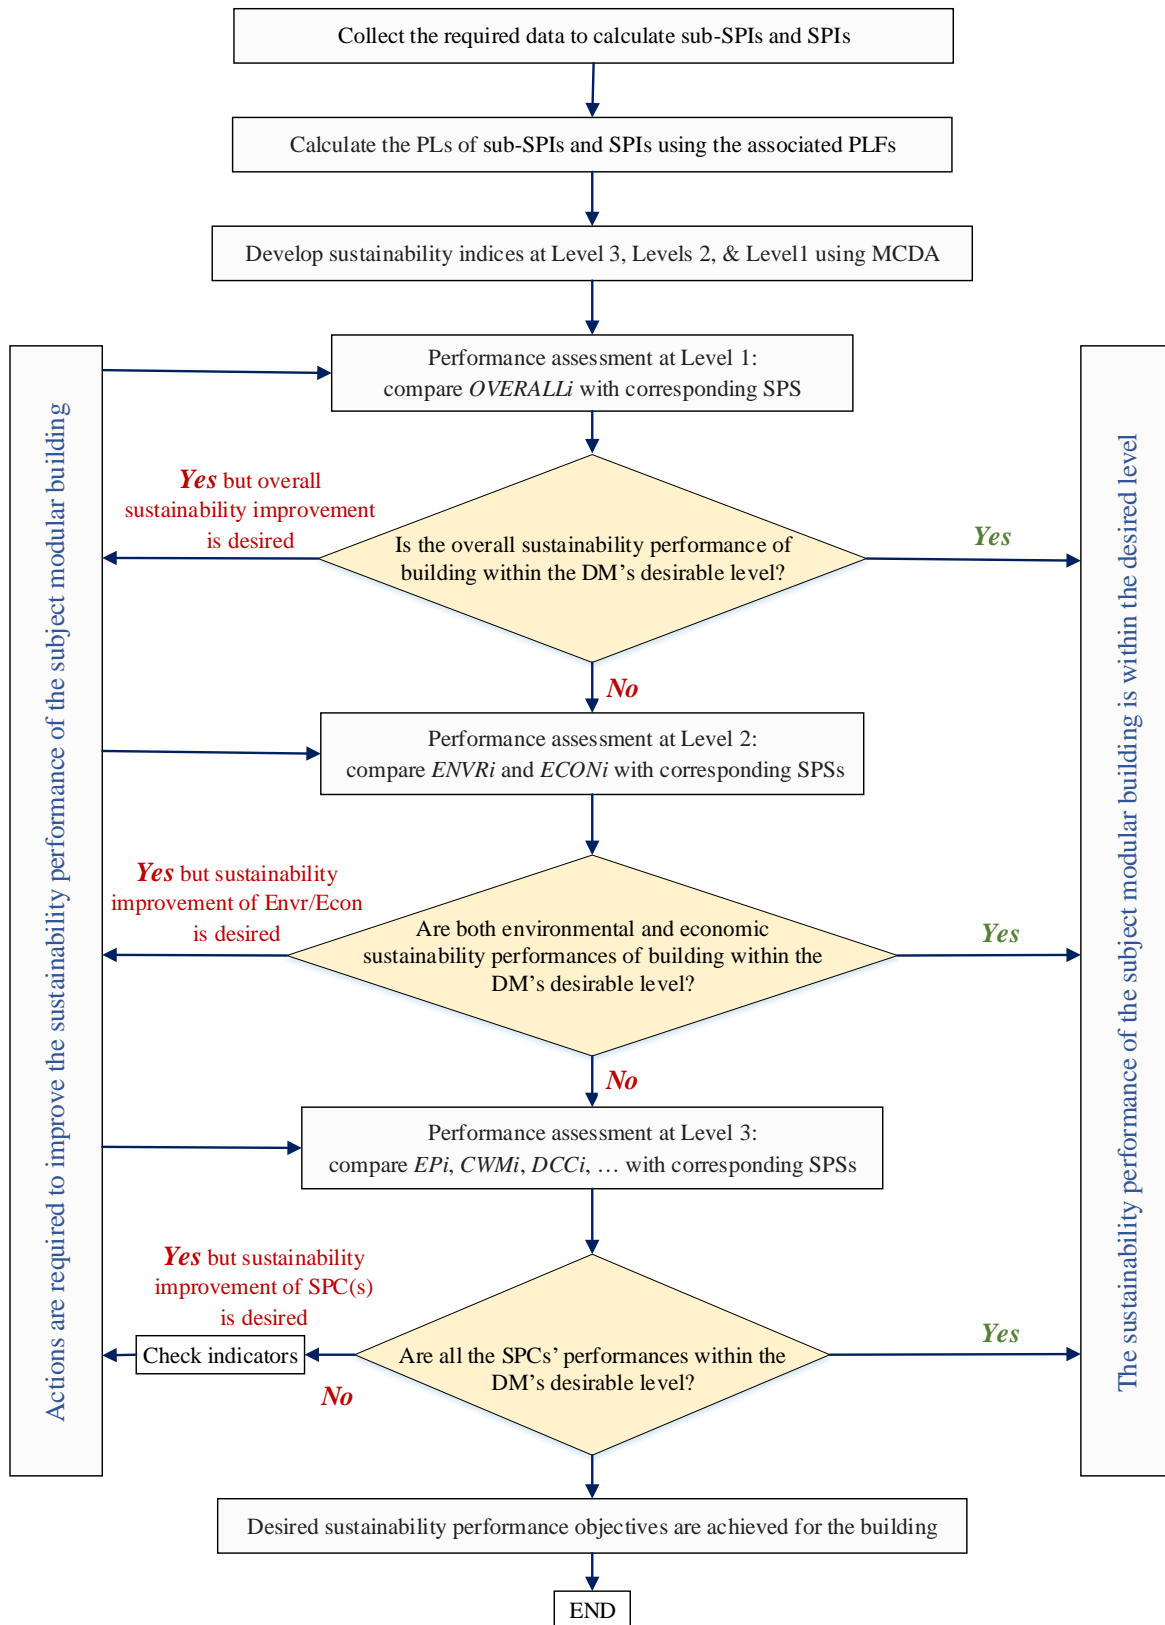 Collect the required data to calculate sub-SPIs and SPIs
Calculate the PLs of sub-SPIs and SPIs using the associated PLFs
Develop sustainability indices at Level 3, Levels 2, & Level1 using MCDA
Performance assessment at Level 1:
compare OVERALLi with corresponding SPS
Yes but overall
sustainability improvement
is desired
Is the overall sustainability performance of
building within the DM's desirable level?
Yes
No
Performance assessment at Level 2:
compare ENVRi and ECONi with corresponding SPSs
Yes but sustainability
improvement of Envr/Econ
is desired
Are both environmental and economic
sustainability performances of building within the
DM's desirable level?
Yes
No
Performance assessment at Level 3:
compare EPi, CWMi, DCCi, … with corresponding SPSs
Yes but sustainability
improvement of SPC(s)
is desired
Check indicators
No
Are all the SPCs' performances within the
DM's desirable level?
Yes
Desired sustainability performance objectives are achieved for the building
END
Actions are required to improve the sustainability performance of the subject modular building
The sustainability performance of the subject modular building is within the desired level